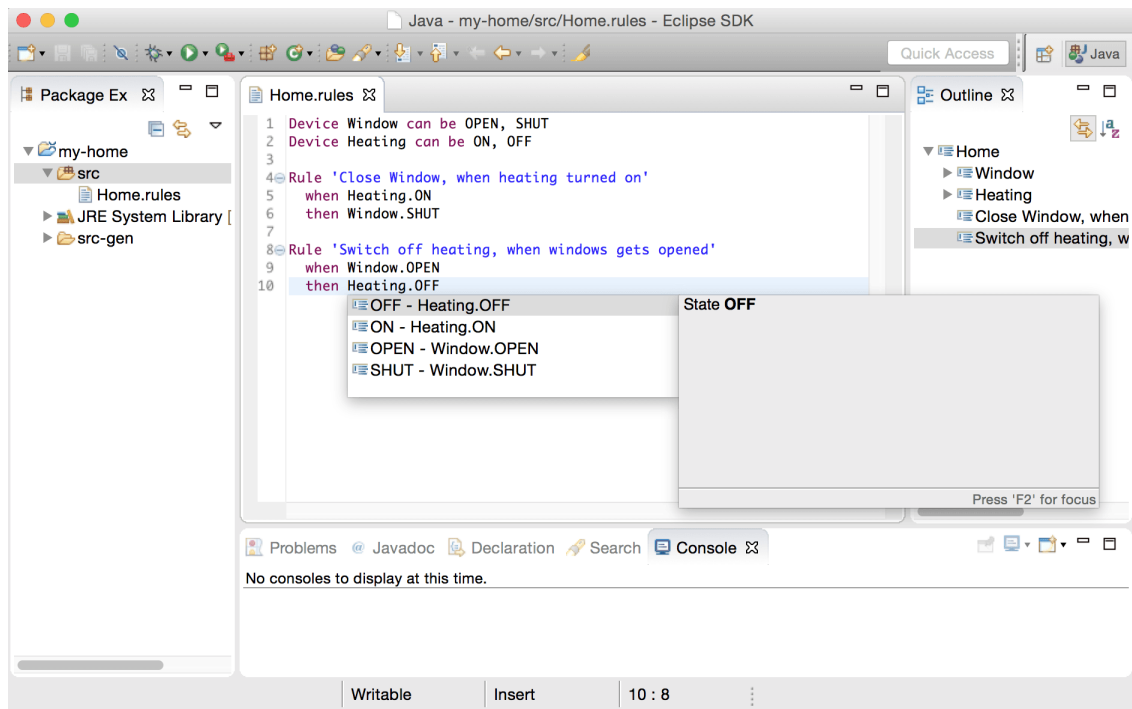 Java - my-home/src/Home.rules - Eclipse SDK
Quick Access
Java
Package Ex
my-home
src
Home.rules
JRE System Library [
src-gen
Home.rules
1 Device Window can be OPEN, SHUT
2 Device Heating can be ON, OFF
3
4 Rule 'Close Window, when heating turned on'
5 when Heating.ON
6 then Window.SHUT
7
8 Rule 'Switch off heating, when windows gets opened'
9 when Window.OPEN
10 then Heating.OFF
OFF - Heating.OFF
ON - Heating.ON
OPEN - Window.OPEN
SHUT - Window.SHUT
State OFF
Press 'F2' for focus
Outline
a
z
Home
Window
Heating
Close Window, when
Switch off heating, w
Problems @ Javadoc Declaration Search Console
No consoles to display at this time.
Writable Insert 10 : 8